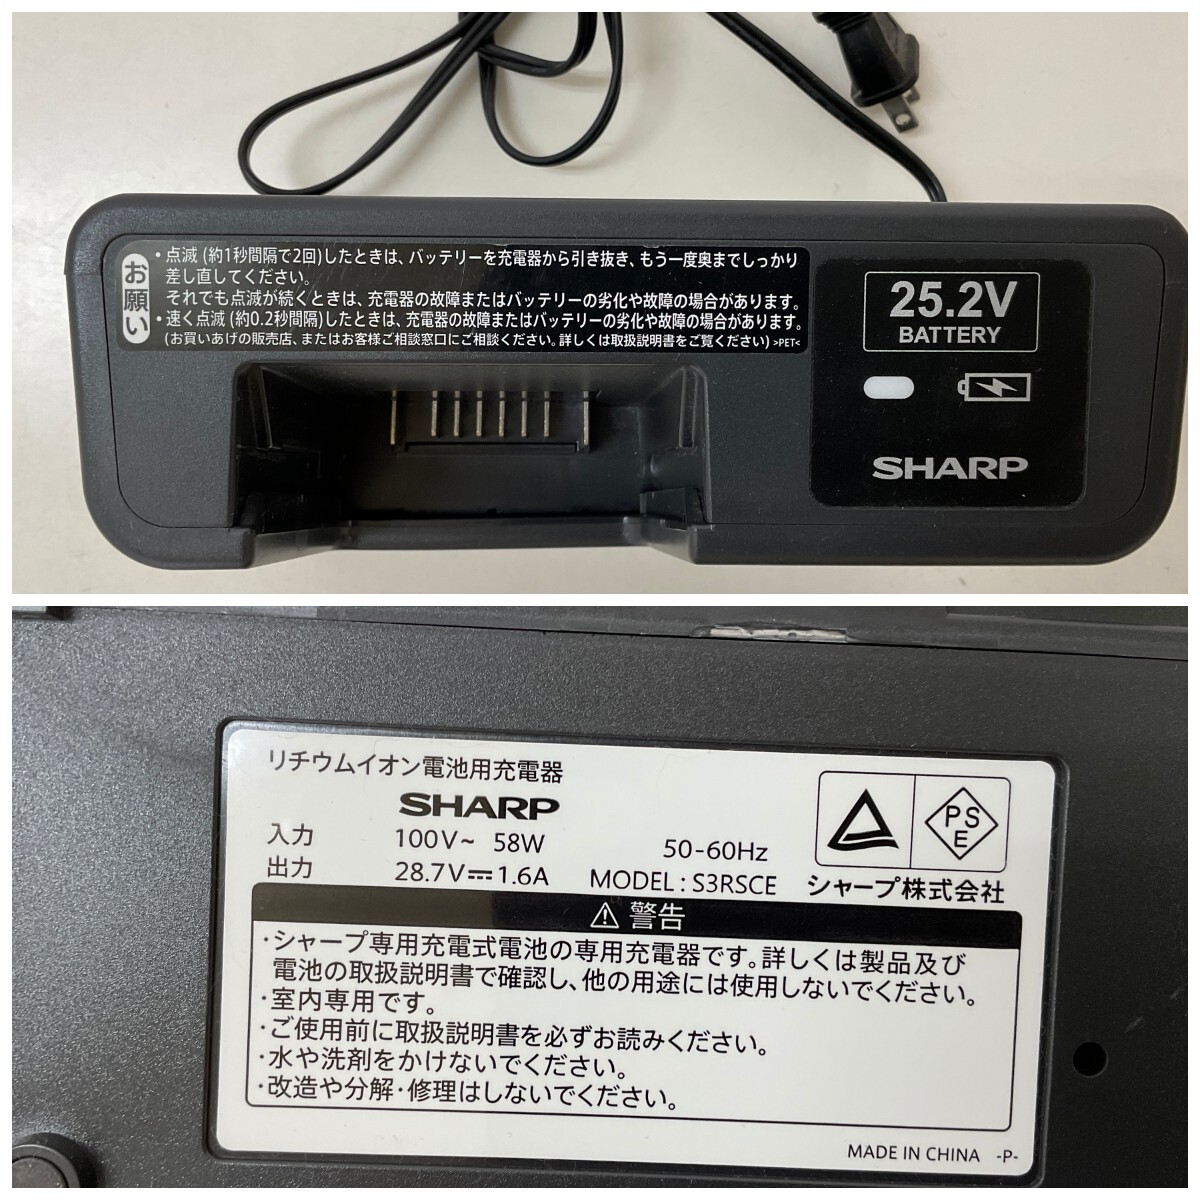 お願い
・点滅 (約1秒間隔で2回)したときは、バッテリーを充電器から引き抜き、もう一度奥までしっかり
差し直してください。
それでも点滅が続くときは、充電器の故障またはバッテリーの劣化や故障の場合があります。
・速く点滅 (約0.2秒間隔)したときは、充電器の故障またはバッテリーの劣化や故障の場合があります。
(お買いあげの販売店、またはお客様ご相談窓口にご相談ください。詳しくは取扱説明書をご覧ください) >PET<
25.2V
BATTERY
SHARP
リチウムイオン電池用充電器
SHARP
入力 100V~ 58W 50-60Hz
出力 28.7V⎓1.6A MODEL : S3RSCE
PS
E
シャープ株式会社
⚠ 警告
・シャープ専用充電式電池の専用充電器です。詳しくは製品及び
電池の取扱説明書で確認し、他の用途には使用しないでください。
・室内専用です。
・ご使用前に取扱説明書を必ずお読みください。
・水や洗剤をかけないでください。
・改造や分解・修理はしないでください。
MADE IN CHINA -P-